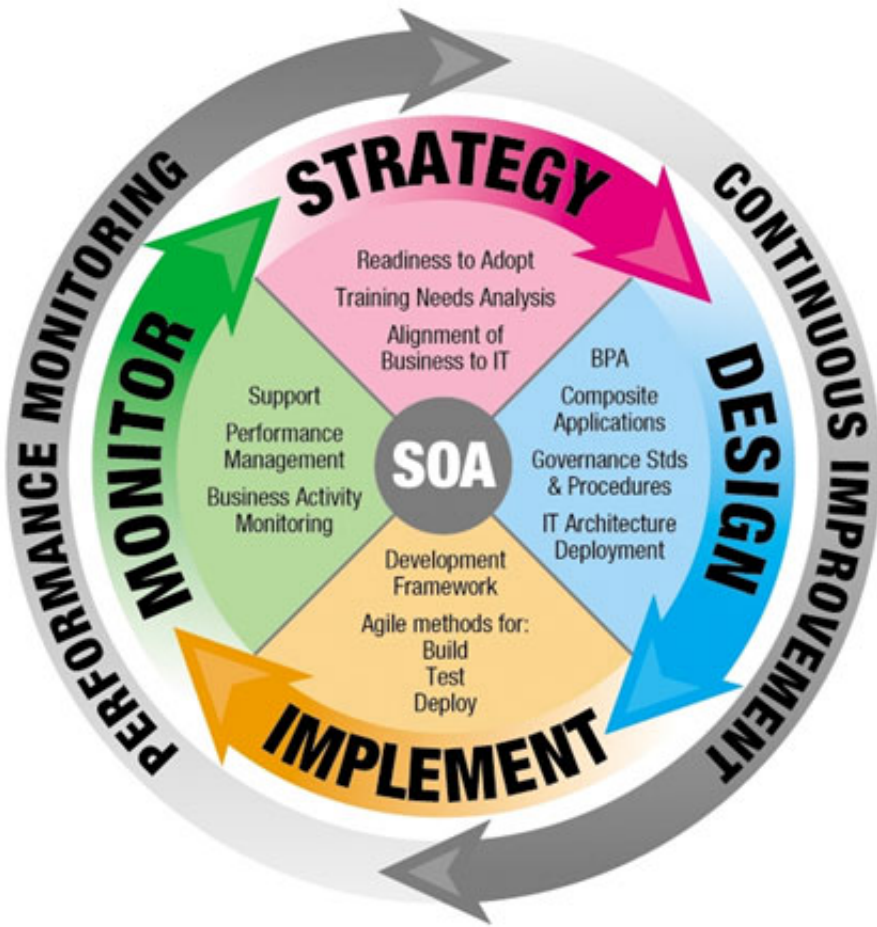 STRATEGY
Readiness to Adopt
Training Needs Analysis
Alignment of
Business to IT
DESIGN
BPA
Composite
Applications
Governance Stds
& Procedures
IT Architecture
Deployment
IMPLEMENT
Development
Framework
Agile methods for:
Build
Test
Deploy
MONITOR
Support
Performance
Management
Business Activity
Monitoring
SOA
PERFORMANCE MONITORING
CONTINUOUS IMPROVEMENT